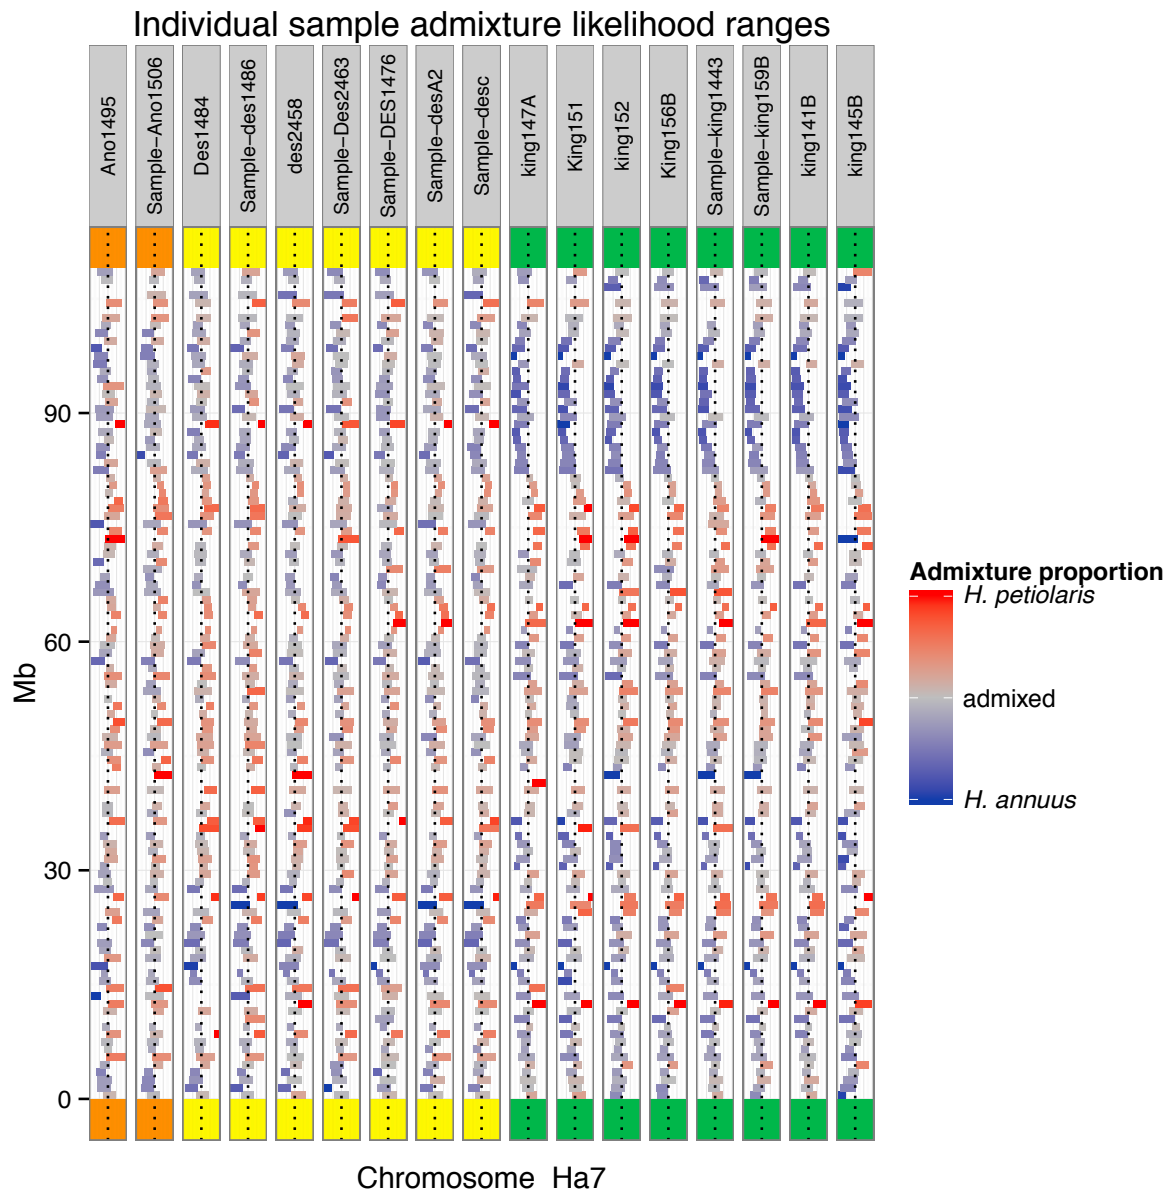 Individual sample admixture likelihood ranges
Ano1495
Sample−Ano1506
Des1484
Sample−des1486
des2458
Sample−Des2463
Sample−DES1476
Sample−desA2
Sample−desc
king147A
King151
king152
King156B
Sample−king1443
Sample−king159B
king141B
king145B
90
60
30
0
Mb
Chromosome Ha7
Admixture proportion
H. petiolaris
admixed
H. annuus